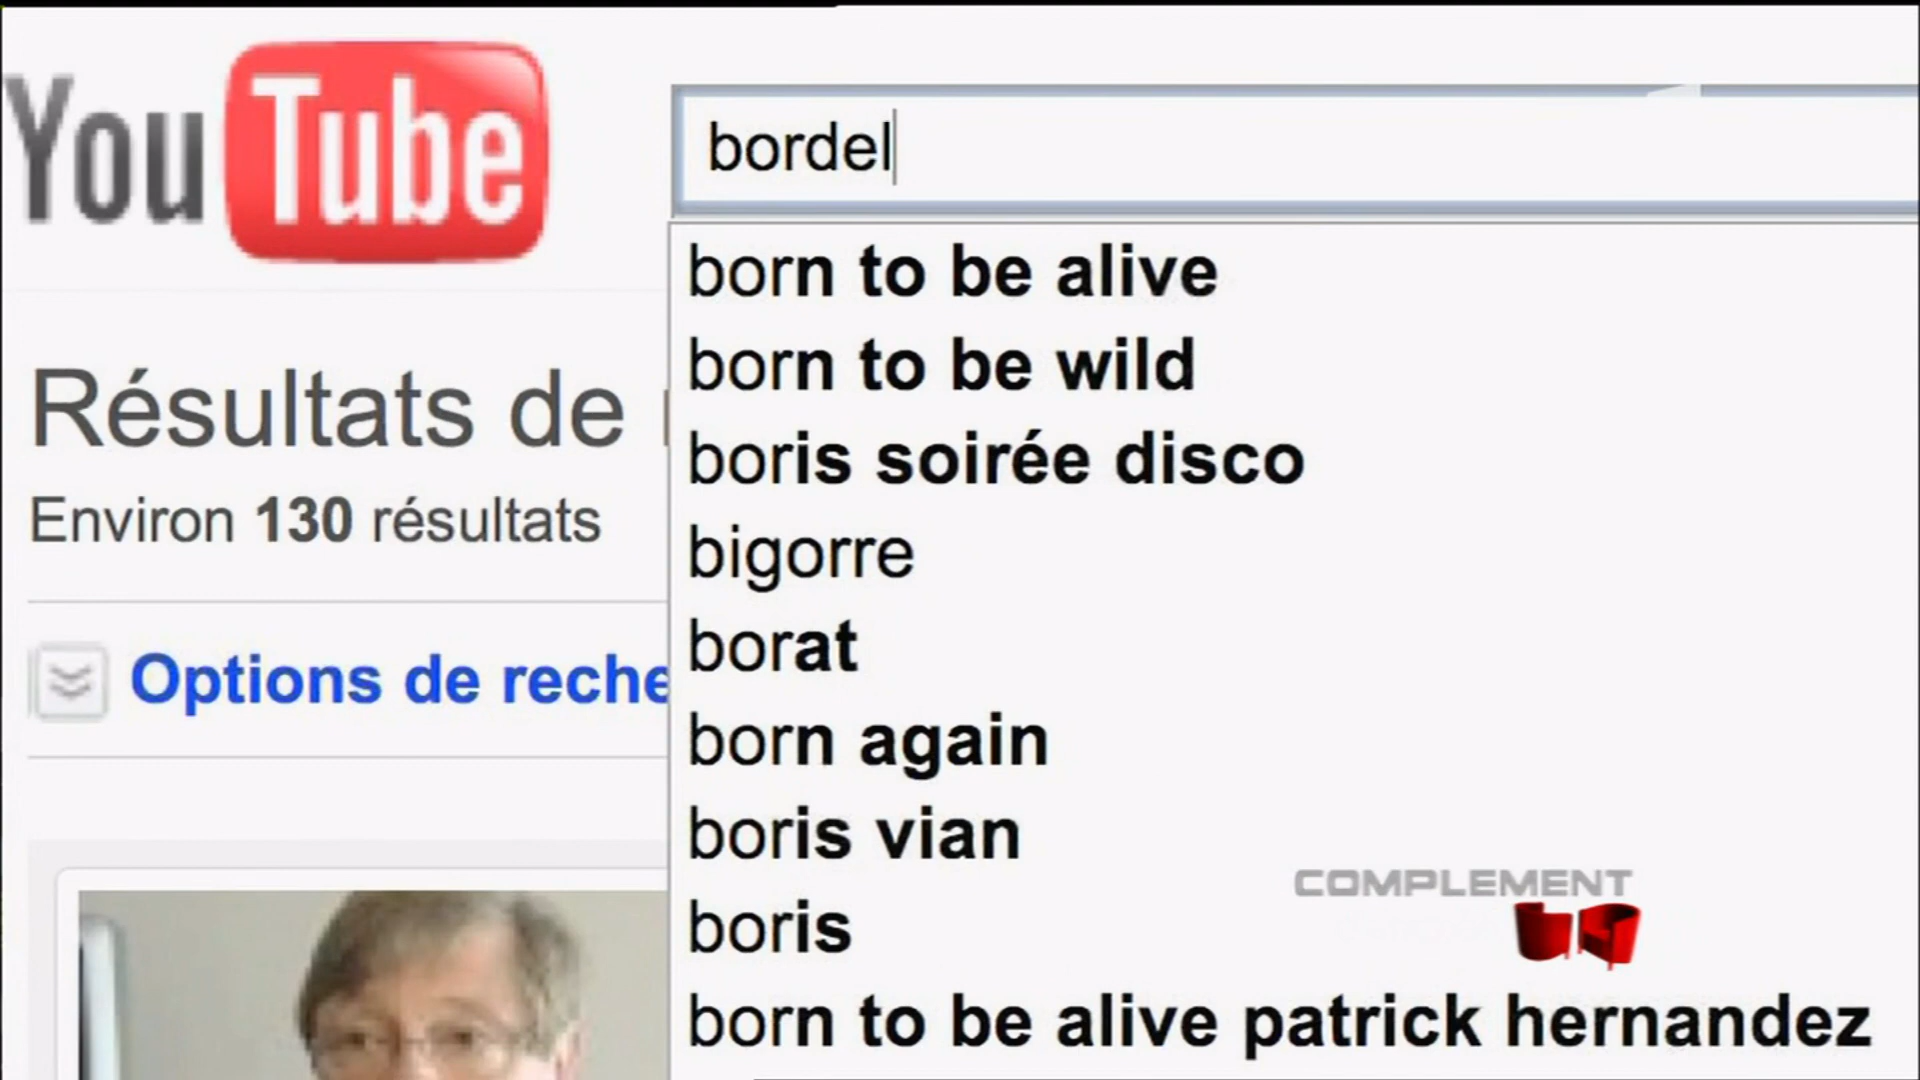 YouTube
bordel
born to be alive
born to be wild
boris soirée disco
bigorre
borat
born again
boris vian
boris
born to be alive patrick hernandez
Résultats de
Environ 130 résultats
Options de reche
COMPLEMENT